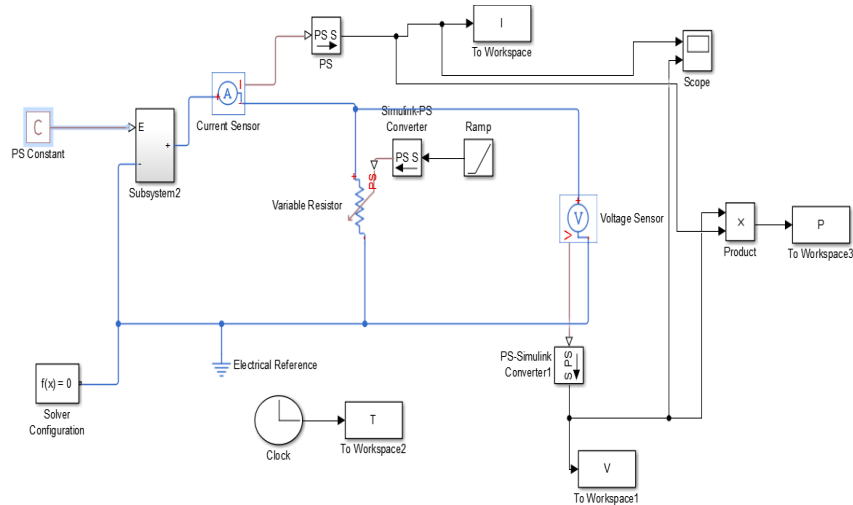 PS S
PS
I
To Workspace
Scope
C
PS Constant
E
+
-
Subsystem2
A
I
Current Sensor
Simulink-PS
Converter
PS S
Ramp
PS
+
-
Variable Resistor
+
-
V
V
Voltage Sensor
×
Product
P
To Workspace3
Electrical Reference
f(x) = 0
Solver
Configuration
PS-Simulink
Converter1
S PS
Clock
T
To Workspace2
V
To Workspace1